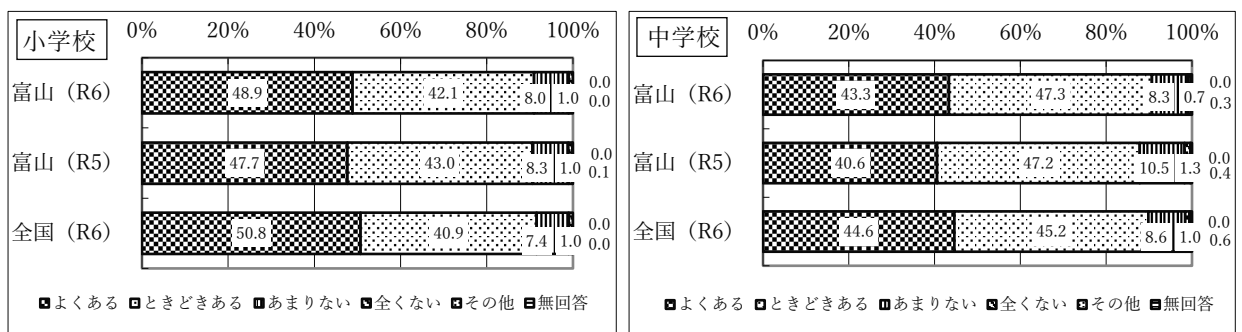 小学校
0% 20% 40% 60% 80% 100%
富山（R6） 48.9 42.1 8.0 1.0 0.0 0.0
富山（R5） 47.7 43.0 8.3 1.0 0.0 0.1
全国（R6） 50.8 40.9 7.4 1.0 0.0 0.0
よくある ときどきある あまりない 全くない その他 無回答
中学校
0% 20% 40% 60% 80% 100%
富山（R6） 43.3 47.3 8.3 0.7 0.0 0.3
富山（R5） 40.6 47.2 10.5 1.3 0.0 0.4
全国（R6） 44.6 45.2 8.6 1.0 0.0 0.6
よくある ときどきある あまりない 全くない その他 無回答